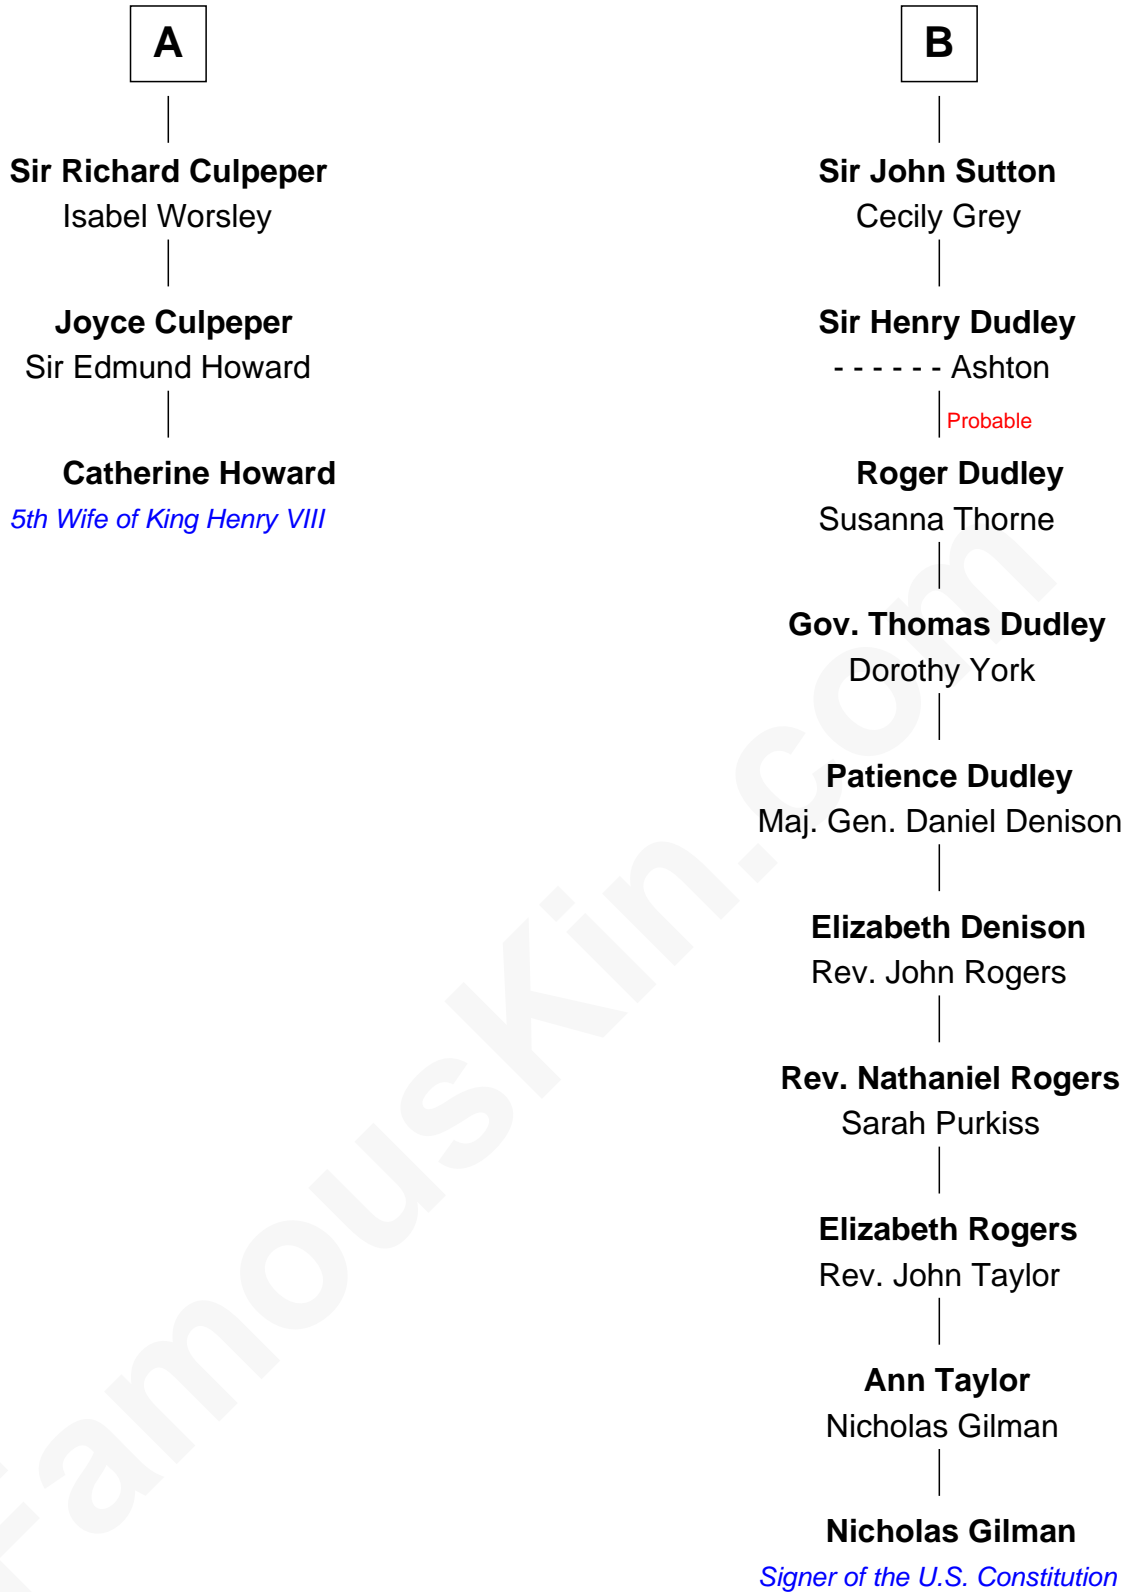 A
Sir Richard Culpeper
Isabel Worsley
Joyce Culpeper
Sir Edmund Howard
Catherine Howard
5th Wife of King Henry VIII
B
Sir John Sutton
Cecily Grey
Sir Henry Dudley
- - - - - - Ashton
Probable
Roger Dudley
Susanna Thorne
Gov. Thomas Dudley
Dorothy York
Patience Dudley
Maj. Gen. Daniel Denison
Elizabeth Denison
Rev. John Rogers
Rev. Nathaniel Rogers
Sarah Purkiss
Elizabeth Rogers
Rev. John Taylor
Ann Taylor
Nicholas Gilman
Nicholas Gilman
Signer of the U.S. Constitution
FamousKin.com